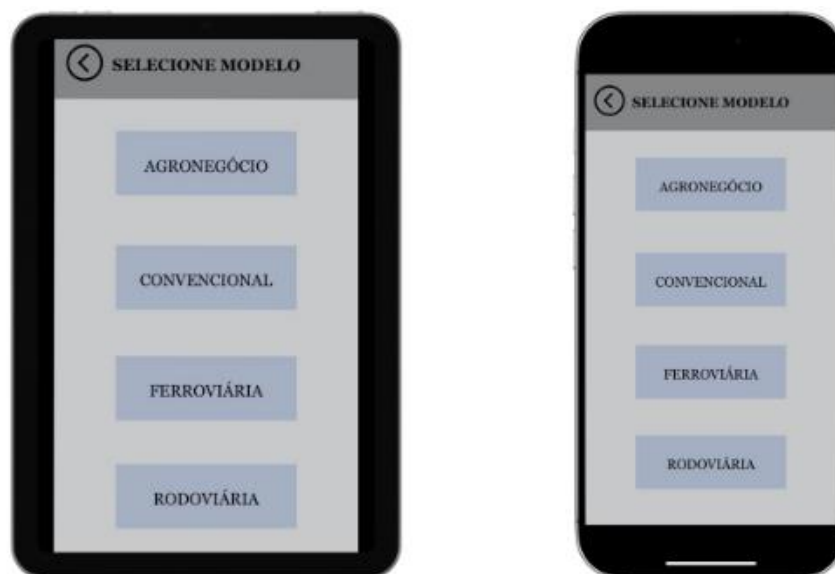 SELECIONE MODELO
AGRONEGÓCIO
CONVENCIONAL
FERROVIÁRIA
RODOVIÁRIA
SELECIONE MODELO
AGRONEGÓCIO
CONVENCIONAL
FERROVIÁRIA
RODOVIÁRIA